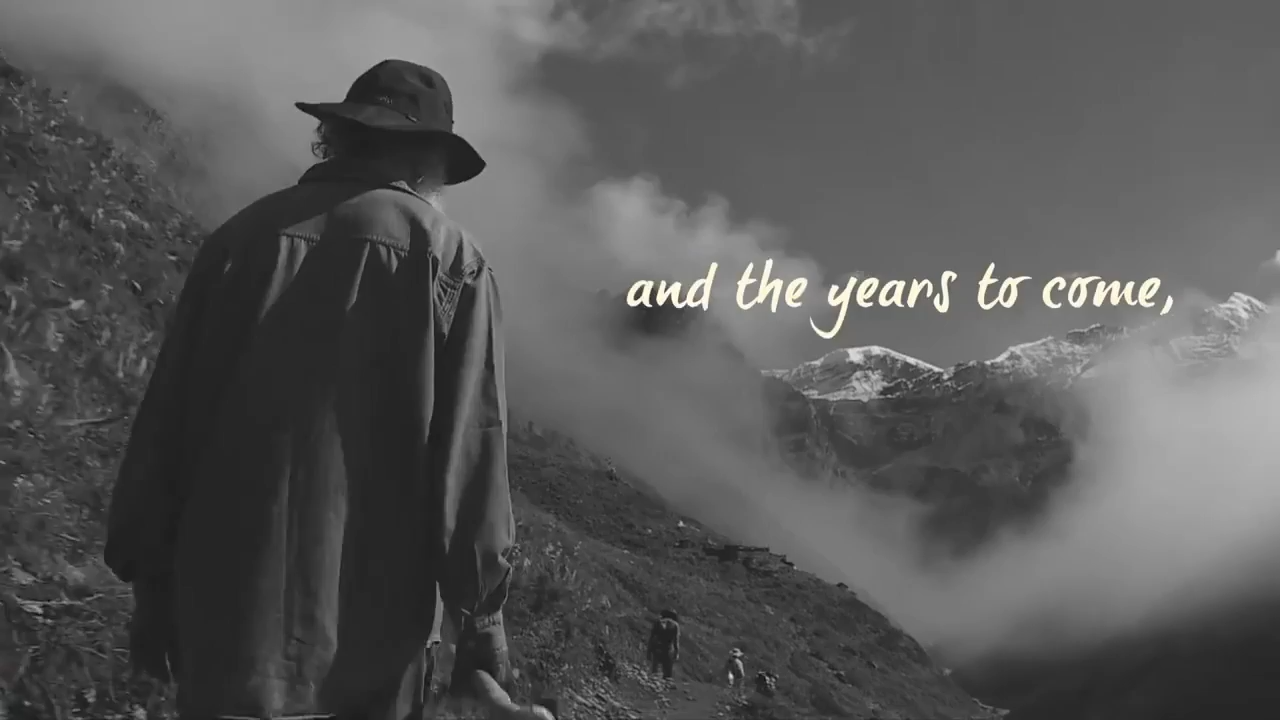 and the years to come,